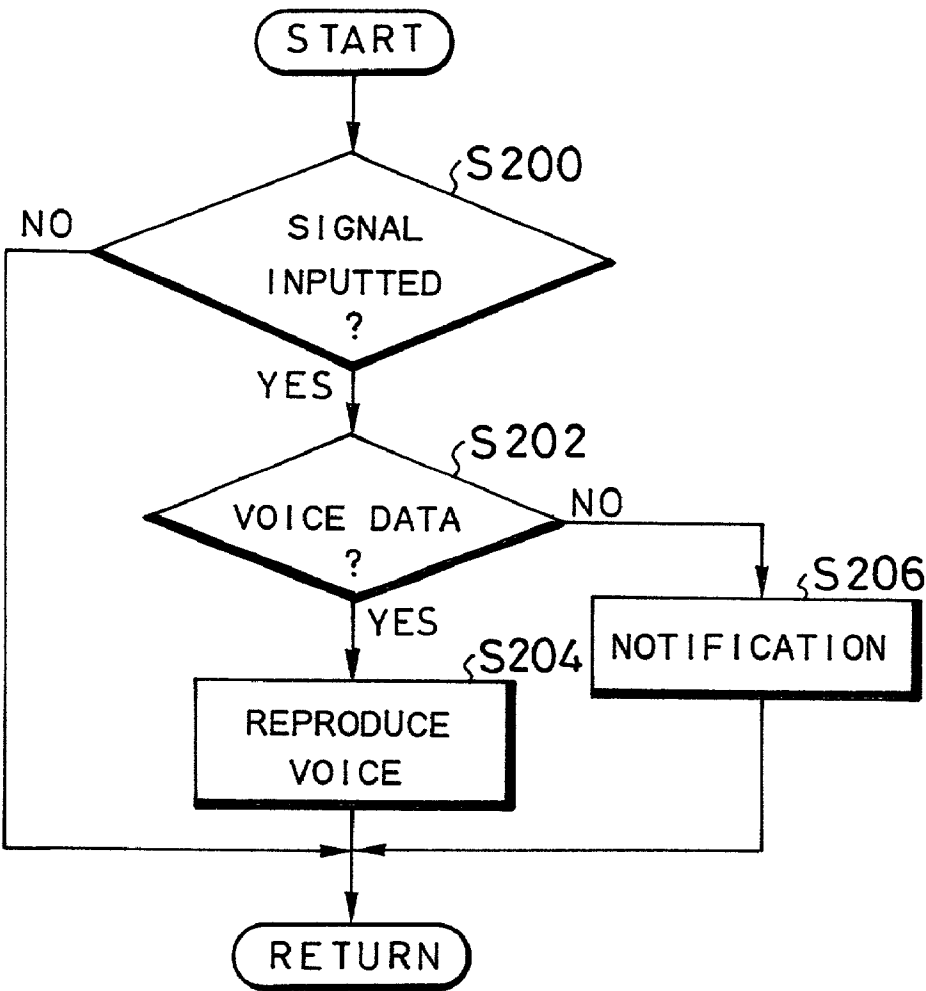 START
S200
NO
SIGNAL
INPUTTED
?
YES
S202
VOICE DATA
?
NO
YES
S206
NOTIFICATION
S204
REPRODUCE
VOICE
RETURN